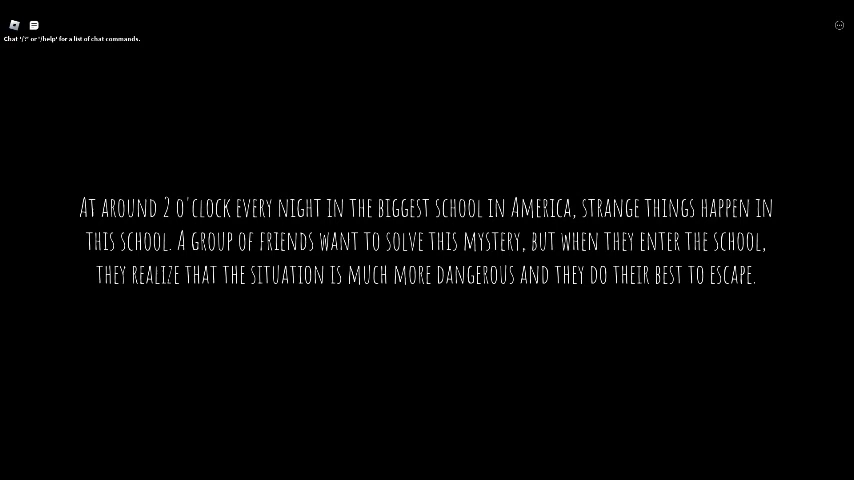 Chat '/?' or '/help' for a list of chat commands.
At around 2 o'clock every night in the biggest school in America, strange things happen in
this school. A group of friends want to solve this mystery, but when they enter the school,
they realize that the situation is much more dangerous and they do their best to escape.